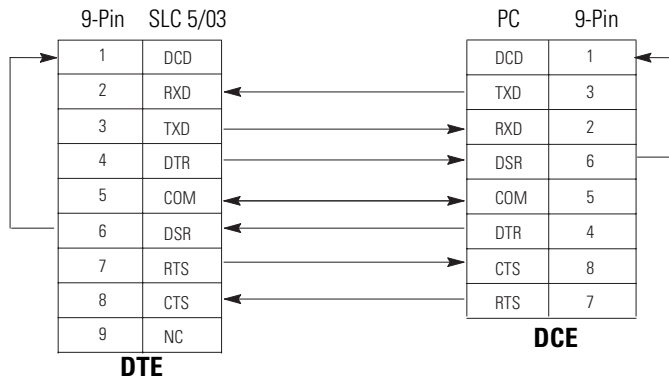 9-Pin SLC 5/03 PC 9-Pin
1 DCD DCD 1
2 RXD TXD 3
3 TXD RXD 2
4 DTR DSR 6
5 COM COM 5
6 DSR DTR 4
7 RTS CTS 8
8 CTS RTS 7
9 NC
DCE
DTE